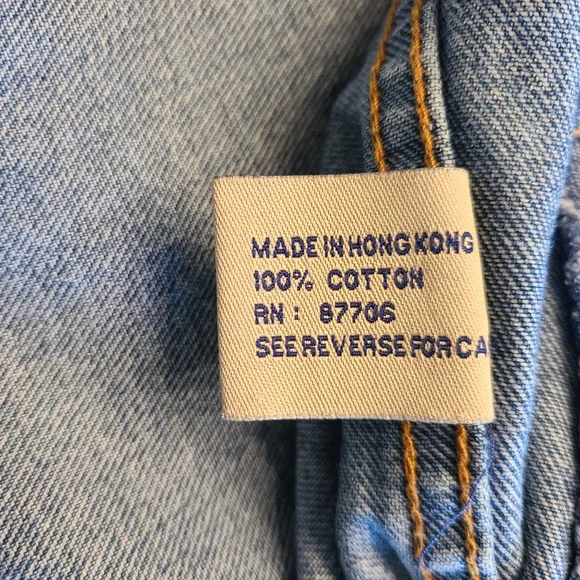 MADE IN HONG KONG
100% COTTON
RN: 87706
SEE REVERSE FOR CA